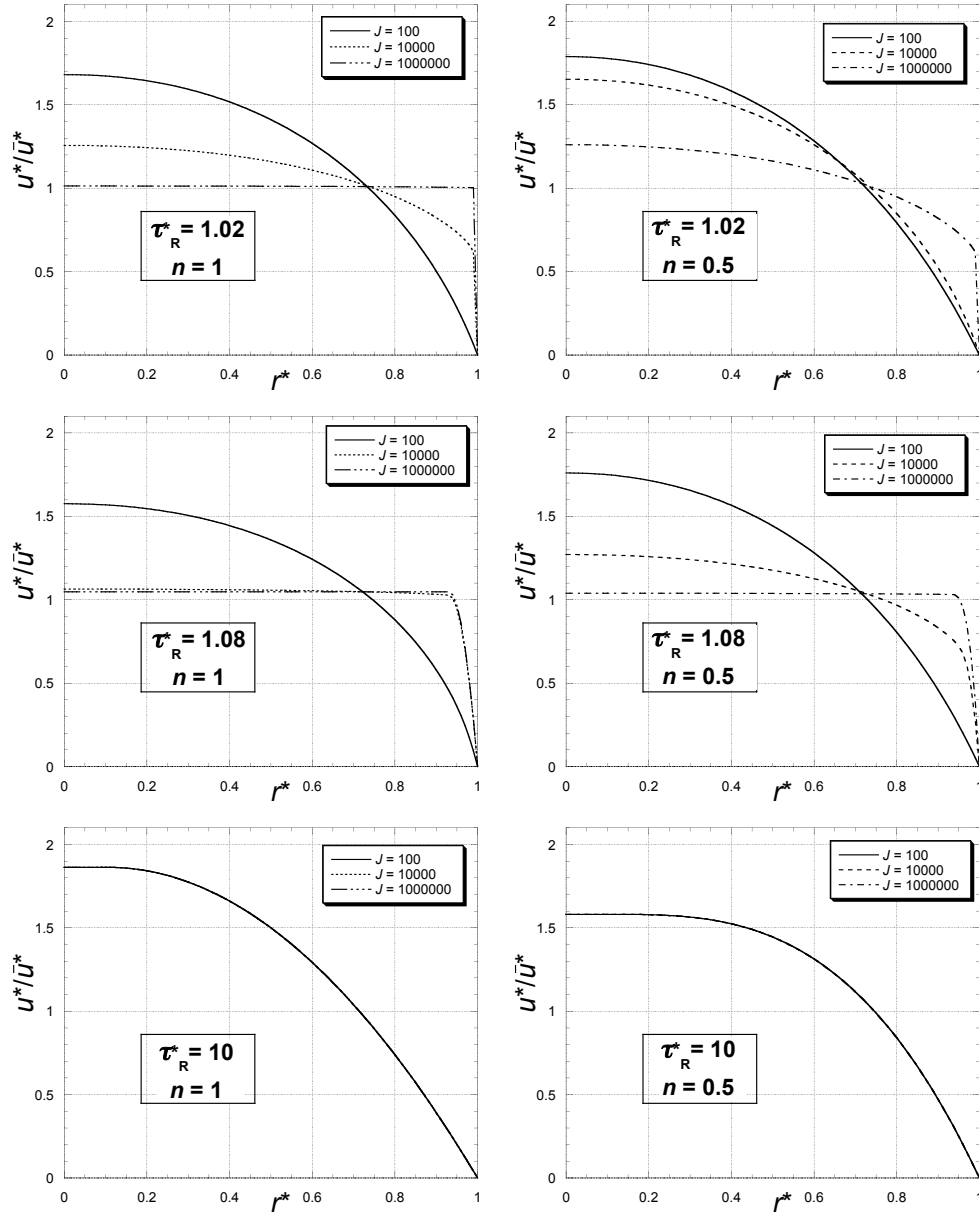 J = 100
J = 10000
J = 1000000
2
1.5
1
0.5
0
u*/ū*
τ*R = 1.02
n = 1
0 0.2 0.4 0.6 0.8 1
r*
J = 100
J = 10000
J = 1000000
2
1.5
1
0.5
0
u*/ū*
τ*R = 1.02
n = 0.5
0 0.2 0.4 0.6 0.8 1
r*
J = 100
J = 10000
J = 1000000
2
1.5
1
0.5
0
u*/ū*
τ*R = 1.08
n = 1
0 0.2 0.4 0.6 0.8 1
r*
J = 100
J = 10000
J = 1000000
2
1.5
1
0.5
0
u*/ū*
τ*R = 1.08
n = 0.5
0 0.2 0.4 0.6 0.8 1
r*
J = 100
J = 10000
J = 1000000
2
1.5
1
0.5
0
u*/ū*
τ*R = 10
n = 1
0 0.2 0.4 0.6 0.8 1
r*
J = 100
J = 10000
J = 1000000
2
1.5
1
0.5
0
u*/ū*
τ*R = 10
n = 0.5
0 0.2 0.4 0.6 0.8 1
r*